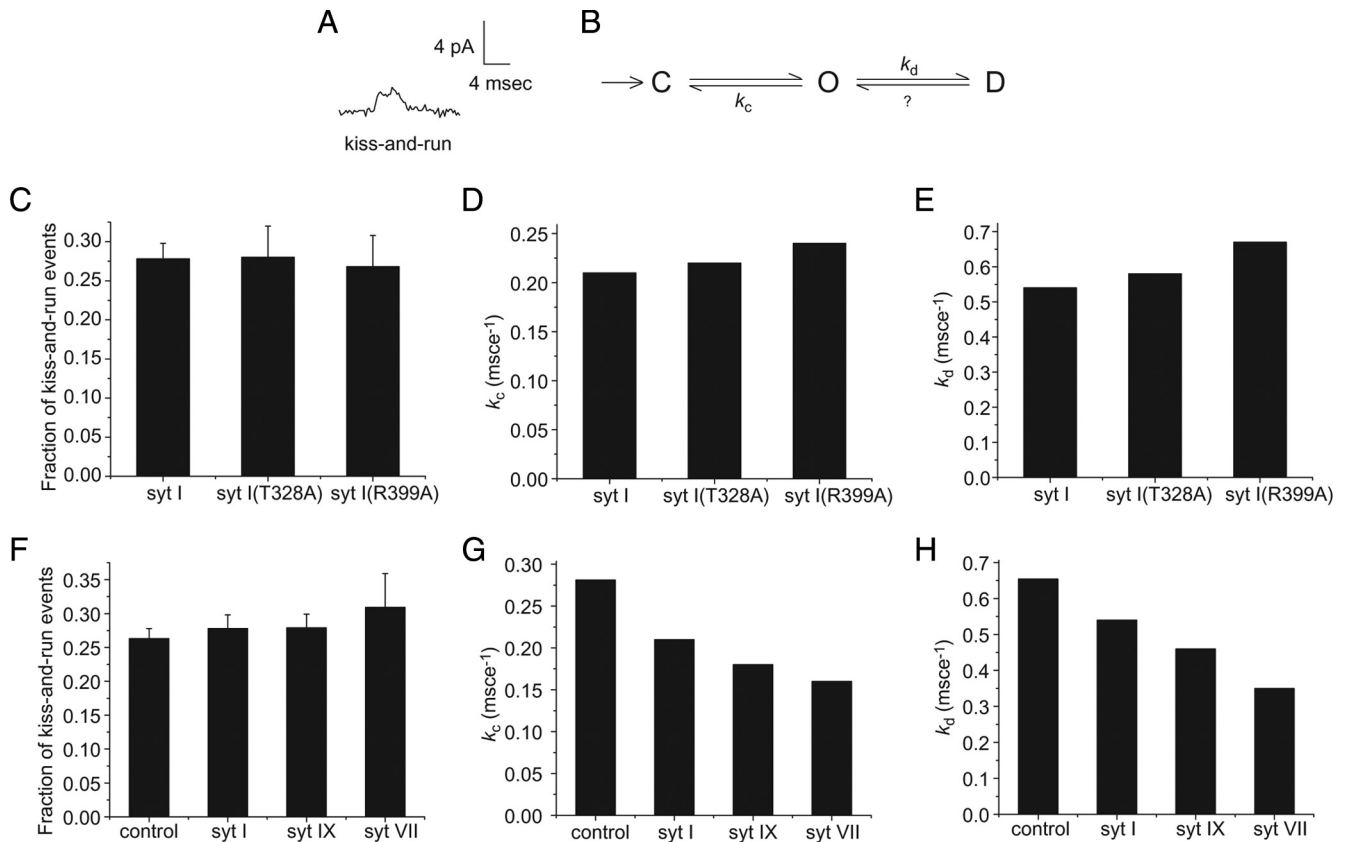 A
4 pA
4 msec
kiss-and-run
B
C
O
D
kc
kd
?
C
Fraction of kiss-and-run events
0.30
0.25
0.20
0.15
0.10
0.05
0.00
syt I
syt I(T328A)
syt I(R399A)
D
kc (msce-1)
0.25
0.20
0.15
0.10
0.05
0.00
syt I
syt I(T328A)
syt I(R399A)
E
kd (msce-1)
0.7
0.6
0.5
0.4
0.3
0.2
0.1
0.0
syt I
syt I(T328A)
syt I(R399A)
F
Fraction of kiss-and-run events
0.35
0.30
0.25
0.20
0.15
0.10
0.05
0.00
control
syt I
syt IX
syt VII
G
kc (msce-1)
0.30
0.25
0.20
0.15
0.10
0.05
0.00
control
syt I
syt IX
syt VII
H
kd (msce-1)
0.7
0.6
0.5
0.4
0.3
0.2
0.1
0.0
control
syt I
syt IX
syt VII